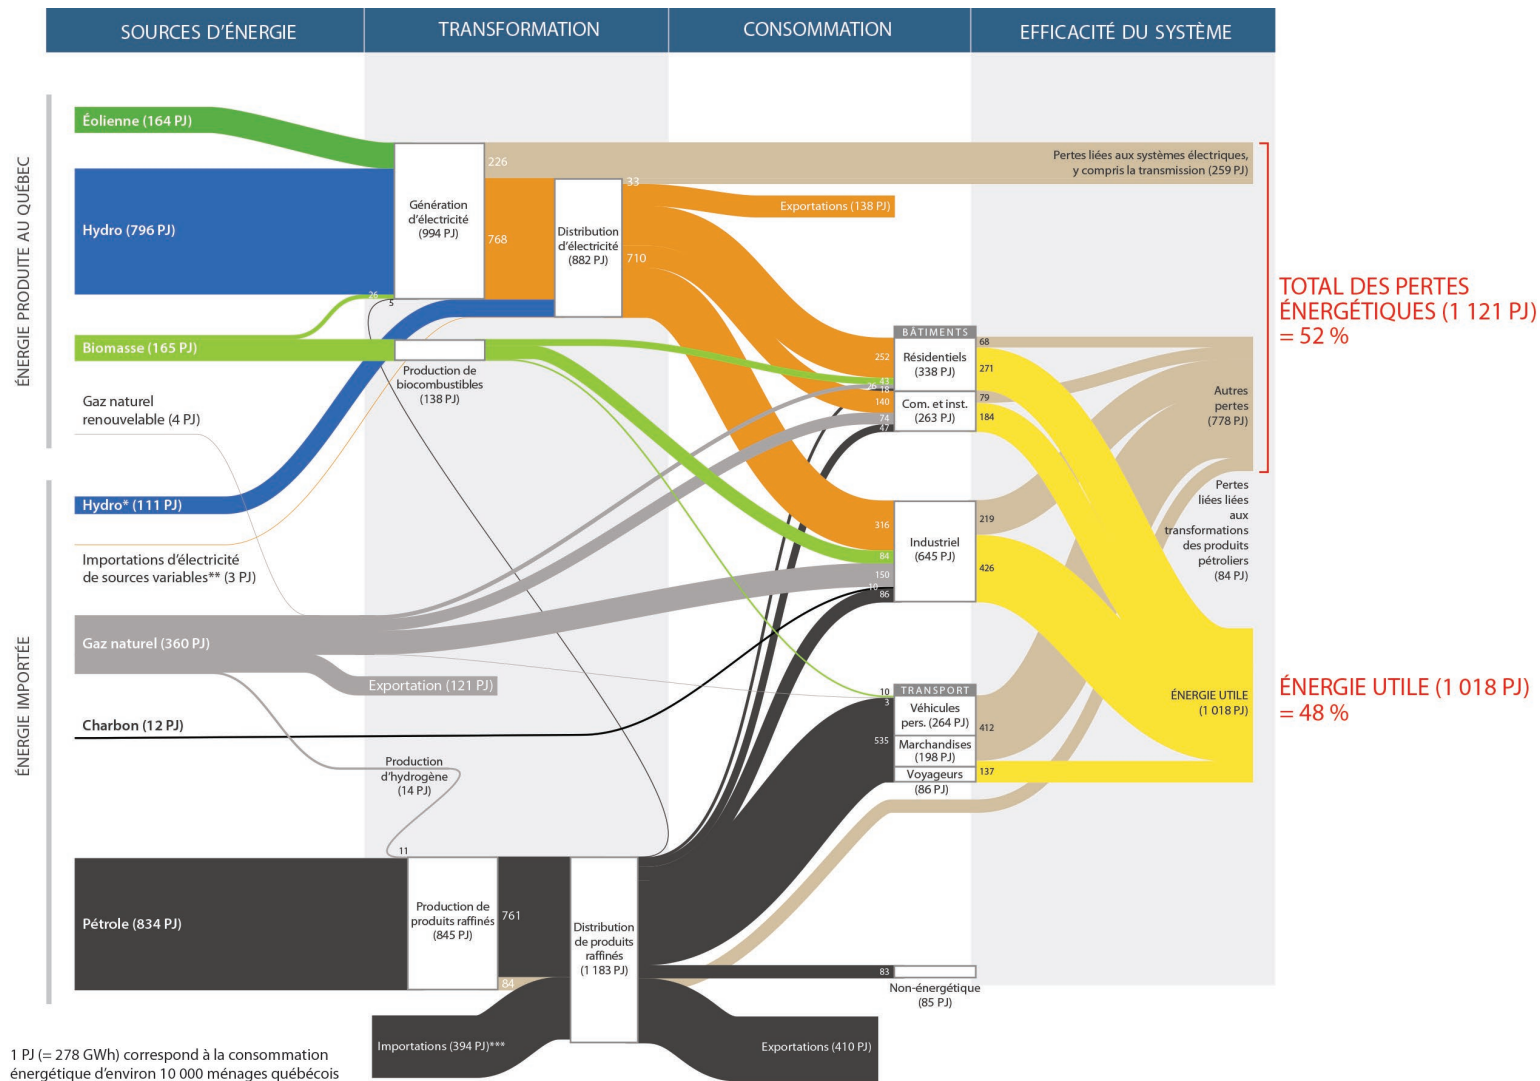 SOURCES D'ÉNERGIE
TRANSFORMATION
CONSOMMATION
EFFICACITÉ DU SYSTÈME
ÉNERGIE PRODUITE AU QUÉBEC
Éolienne (164 PJ)
Hydro (796 PJ)
26
5
Biomasse (165 PJ)
Gaz naturel
renouvelable (4 PJ)
ÉNERGIE IMPORTÉE
Hydro* (111 PJ)
Importations d'électricité
de sources variables** (3 PJ)
Gaz naturel (360 PJ)
Exportation (121 PJ)
Charbon (12 PJ)
Pétrole (834 PJ)
Génération
d'électricité
(994 PJ)
226
768
Distribution
d'électricité
(882 PJ)
33
710
Production de
biocombustibles
(138 PJ)
Production
d'hydrogène
(14 PJ)
11
Production de
produits raffinés
(845 PJ)
761
84
Distribution
de produits
raffinés
(1 183 PJ)
Importations (394 PJ)***
Exportations (410 PJ)
Exportations (138 PJ)
BÂTIMENTS
252
43
26
18
Résidentiels
(338 PJ)
68
271
140
74
47
Com. et inst.
(263 PJ)
79
184
316
84
150
10
86
Industriel
(645 PJ)
219
426
TRANSPORT
10
3
535
Véhicules
pers. (264 PJ)
Marchandises
(198 PJ)
Voyageurs
(86 PJ)
412
137
83
Non-énergétique
(85 PJ)
Pertes liées aux systèmes électriques,
y compris la transmission (259 PJ)
Autres
pertes
(778 PJ)
Pertes
liées liées
aux
transformations
des produits
pétroliers
(84 PJ)
ÉNERGIE UTILE
(1 018 PJ)
TOTAL DES PERTES
ÉNERGÉTIQUES (1 121 PJ)
= 52 %
ÉNERGIE UTILE (1 018 PJ)
= 48 %
1 PJ (= 278 GWh) correspond à la consommation
énergétique d'environ 10 000 ménages québécois